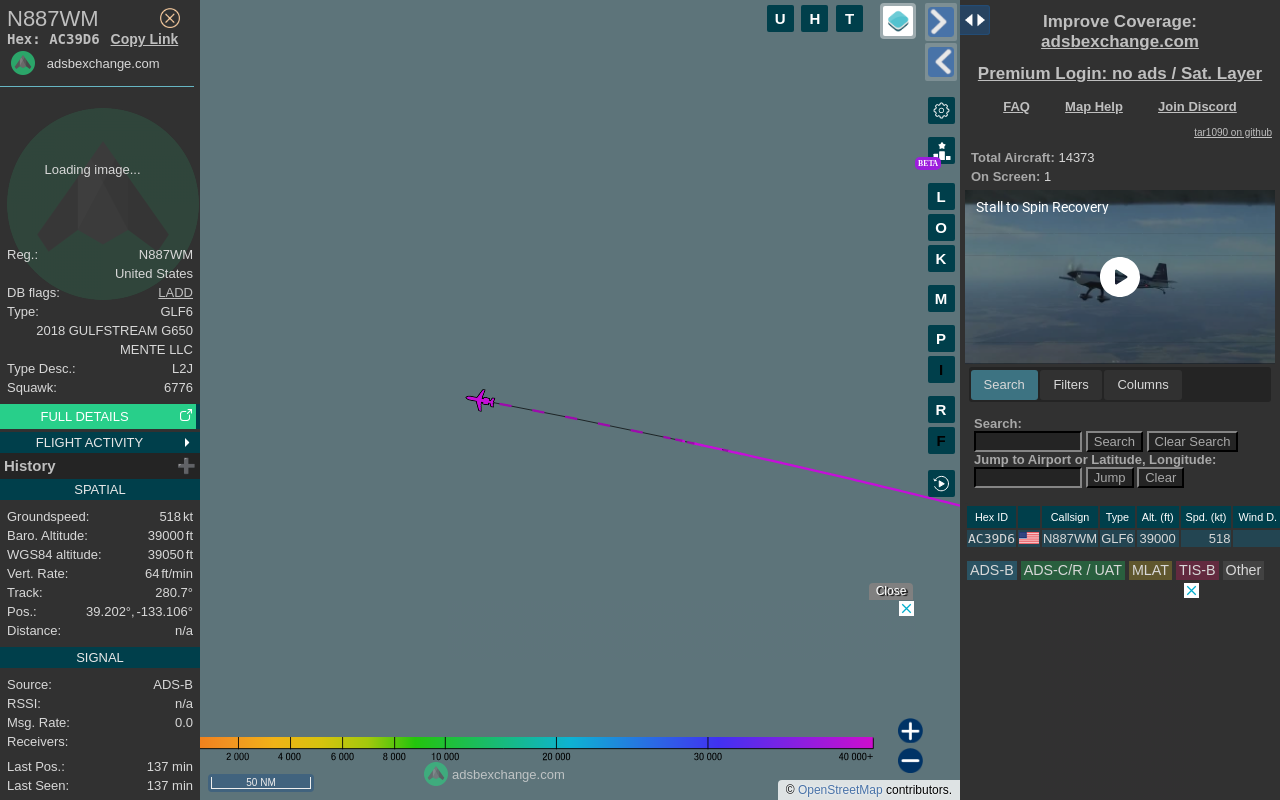 N887WM
Hex: AC39D6 Copy Link
adsbexchange.com
Loading image...
Reg.: N887WM
United States
DB flags: LADD
Type: GLF6
2018 GULFSTREAM G650
MENTE LLC
Type Desc.: L2J
Squawk: 6776
FULL DETAILS
FLIGHT ACTIVITY
History
SPATIAL
Groundspeed: 518 kt
Baro. Altitude: 39000 ft
WGS84 altitude: 39050 ft
Vert. Rate: 64 ft/min
Track: 280.7°
Pos.: 39.202°, -133.106°
Distance: n/a
SIGNAL
Source: ADS-B
RSSI: n/a
Msg. Rate: 0.0
Receivers:
Last Pos.: 137 min
Last Seen: 137 min
U H T
BETA
L
O
K
M
P
I
R
F
Close
2 000 4 000 6 000 8 000 10 000 20 000 30 000 40 000+
50 NM
adsbexchange.com
© OpenStreetMap contributors.
Improve Coverage:
adsbexchange.com
Premium Login: no ads / Sat. Layer
FAQ Map Help Join Discord
tar1090 on github
Total Aircraft: 14373
On Screen: 1
Stall to Spin Recovery
Search Filters Columns
Search:
Search Clear Search
Jump to Airport or Latitude, Longitude:
Jump Clear
Hex ID Callsign Type Alt. (ft) Spd. (kt) Wind D.
AC39D6 N887WM GLF6 39000 518
ADS-B ADS-C/R / UAT MLAT TIS-B Other